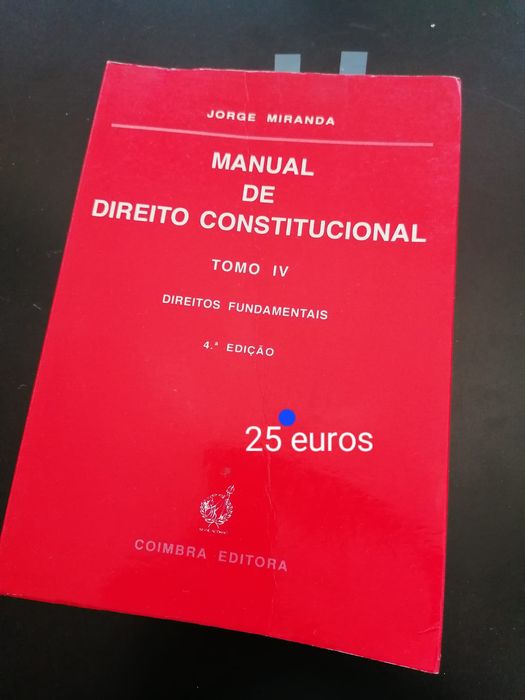 JORGE MIRANDA
MANUAL
DE
DIREITO CONSTITUCIONAL
TOMO IV
DIREITOS FUNDAMENTAIS
4.ª EDIÇÃO
25 euros
COIMBRA EDITORA